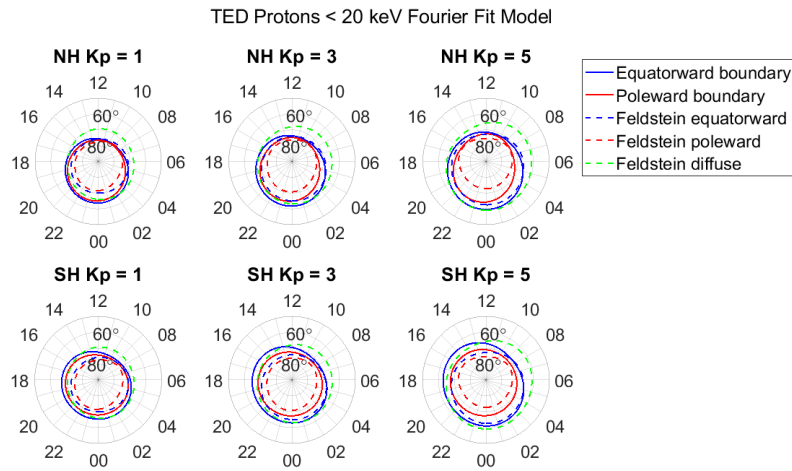 TED Protons < 20 keV Fourier Fit Model
NH Kp = 1
12
14 10
16 60° 08
80°
18 06
20 04
22 02
00
NH Kp = 3
12
14 10
16 60° 08
80°
18 06
20 04
22 02
00
NH Kp = 5
12
14 10
16 60° 08
80°
18 06
20 04
22 02
00
Equatorward boundary
Poleward boundary
Feldstein equatorward
Feldstein poleward
Feldstein diffuse
SH Kp = 1
12
14 10
16 60° 08
80°
18 06
20 04
22 02
00
SH Kp = 3
12
14 10
16 60° 08
80°
18 06
20 04
22 02
00
SH Kp = 5
12
14 10
16 60° 08
80°
18 06
20 04
22 02
00